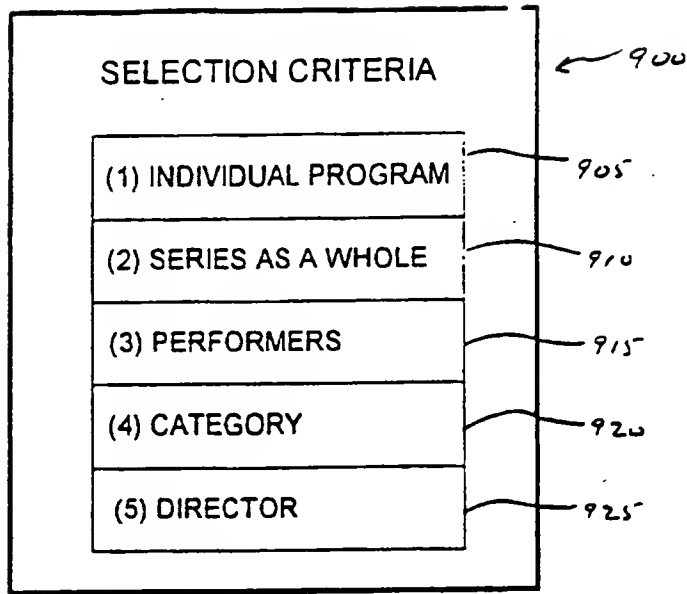 SELECTION CRITERIA
900
(1) INDIVIDUAL PROGRAM
905
(2) SERIES AS A WHOLE
910
(3) PERFORMERS
915
(4) CATEGORY
920
(5) DIRECTOR
925